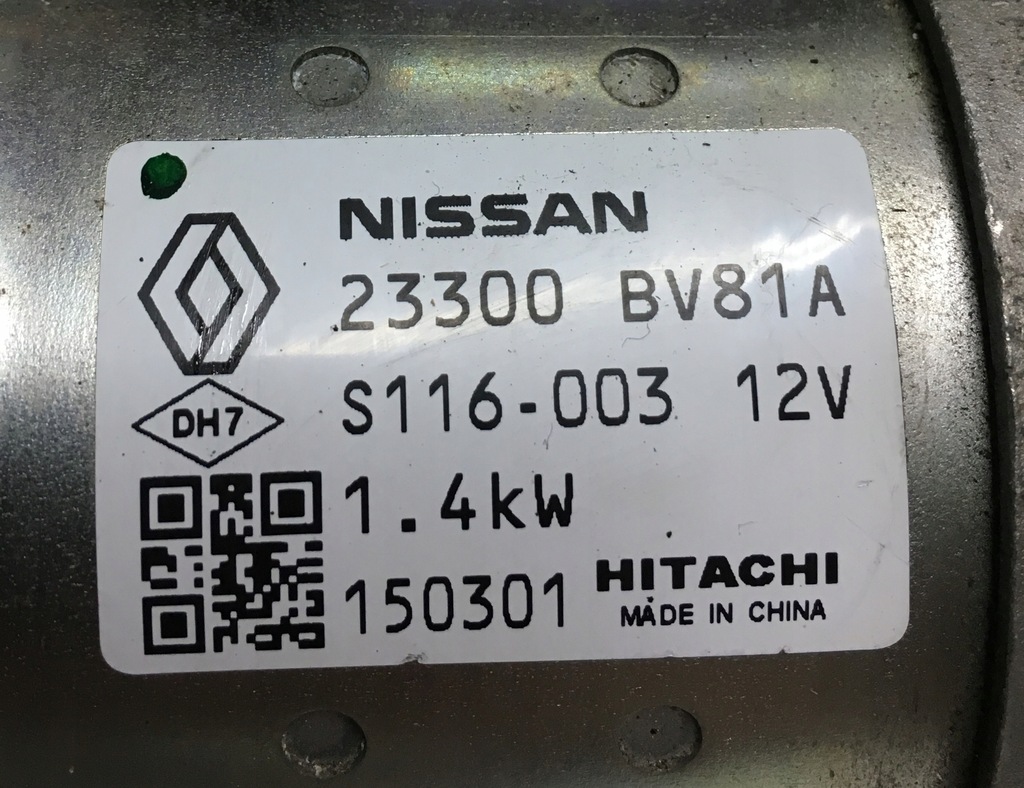 NISSAN
23300 BV81A
S116-003 12V
DH7
1.4kW
150301
HITACHI
MADE IN CHINA